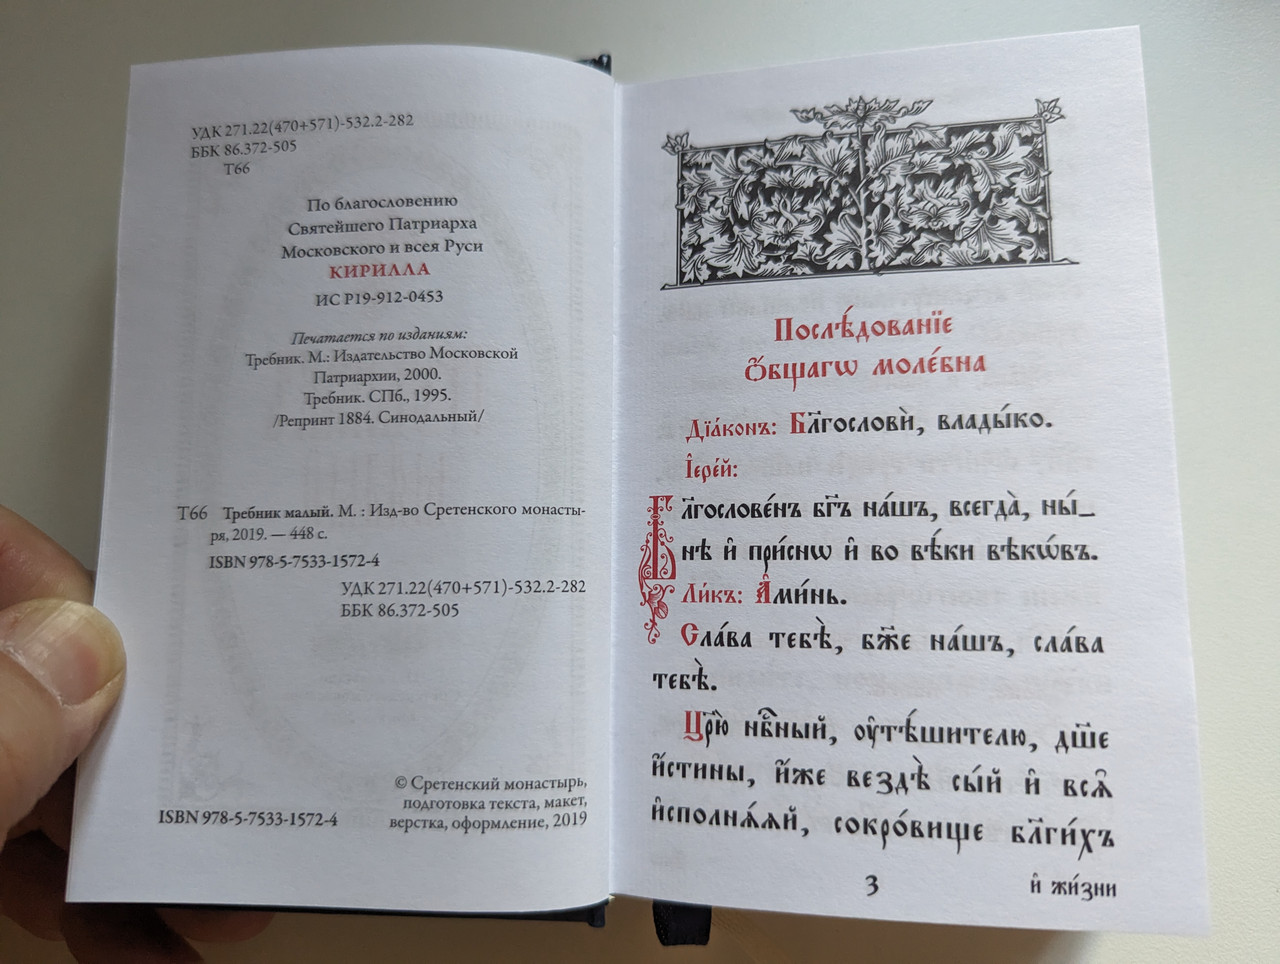 УДК 271.22(470+571)-532.2-282
ББК 86.372-505
Т66
По благословению
Святейшего Патриарха
Московского и всея Руси
КИРИЛЛА
ИС Р19-912-0453
Печатается по изданиям:
Требник. М.: Издательство Московской
Патриархии, 2000.
Требник. СПб., 1995.
/Репринт 1884. Синодальный/
Т66 Требник малый. М. : Изд-во Сретенского монасты-
ря, 2019. — 448 с.
ISBN 978-5-7533-1572-4
УДК 271.22(470+571)-532.2-282
ББК 86.372-505
© Сретенский монастырь,
подготовка текста, макет,
верстка, оформление, 2019
ISBN 978-5-7533-1572-4
Послѣ́дованїе
Ѻ҆́бщагѡ моле́бна
Дїа́конъ: Бл҃гословѝ, влады́ко.
І҆ере́й:
Бл҃гослове́нъ бг҃ъ на́шъ, всегда̀, ны́_
нѣ и҆ при́снѡ и҆ во вѣ́ки вѣкѡ́въ.
Ли́къ: А҆ми́нь.
Сла́ва тебѣ̀, бж҃е на́шъ, сла́ва
тебѣ̀.
Цр҃ю̀ нбⷭ҇ный, ᲂу҆тѣ́шителю, дш҃е
и҆́стины, и҆́же вездѣ̀ сы́й и҆ всѧ̑
и҆сполнѧ́ѧй, сокро́вище бл҃ги́хъ
3
и҆ жи́зни